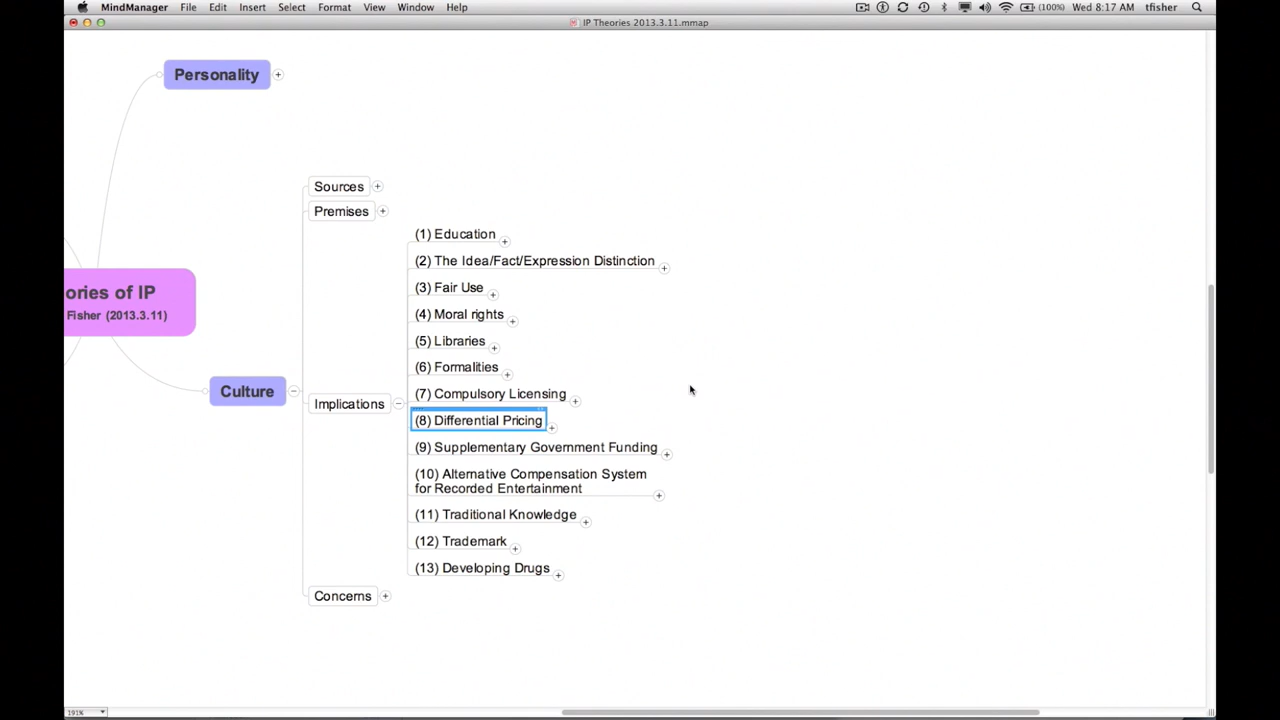 MindManager File Edit Insert Select Format View Window Help (100%) Wed 8:17 AM tfisher
IP Theories 2013.3.11.mmap
Personality
Sources
Premises
(1) Education
(2) The Idea/Fact/Expression Distinction
(3) Fair Use
(4) Moral rights
(5) Libraries
(6) Formalities
(7) Compulsory Licensing
(8) Differential Pricing
(9) Supplementary Government Funding
(10) Alternative Compensation System
for Recorded Entertainment
(11) Traditional Knowledge
(12) Trademark
(13) Developing Drugs
ories of IP
Fisher (2013.3.11)
Culture
Implications
Concerns
191%